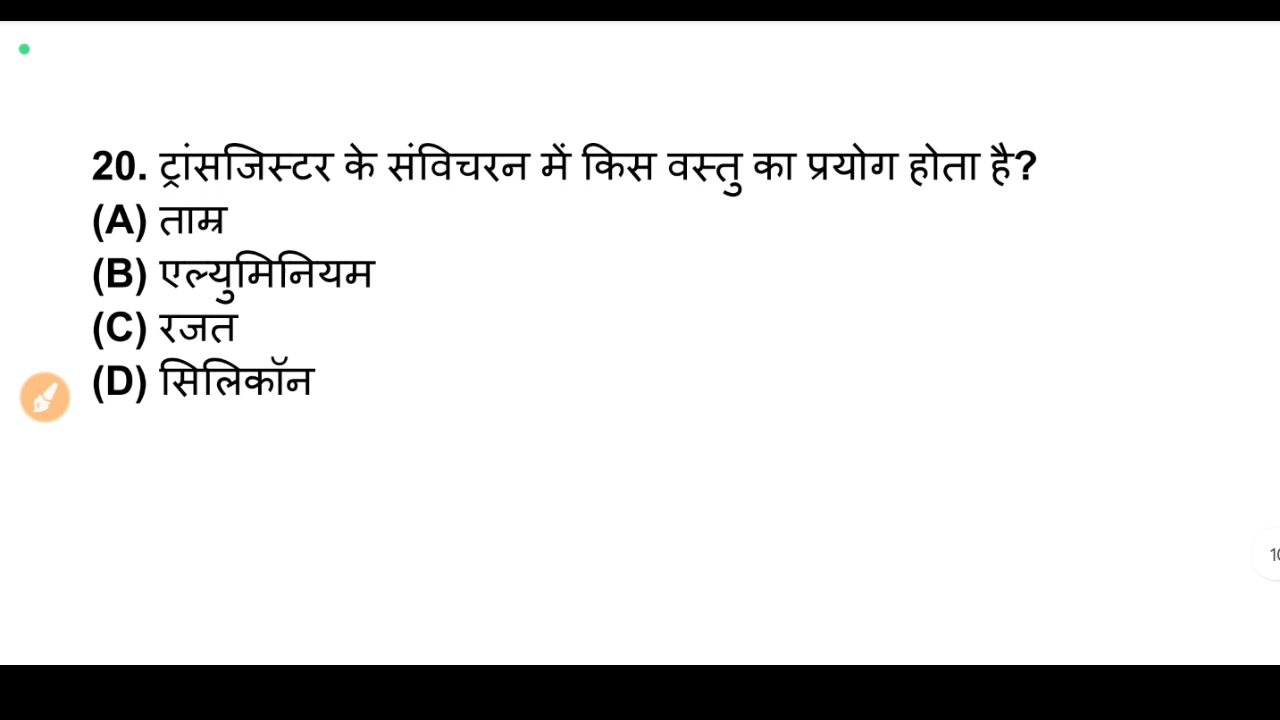 20. ट्रांसजिस्टर के संविचरन में किस वस्तु का प्रयोग होता है?
(A) ताम्र
(B) एल्युमिनियम
(C) रजत
(D) सिलिकॉन